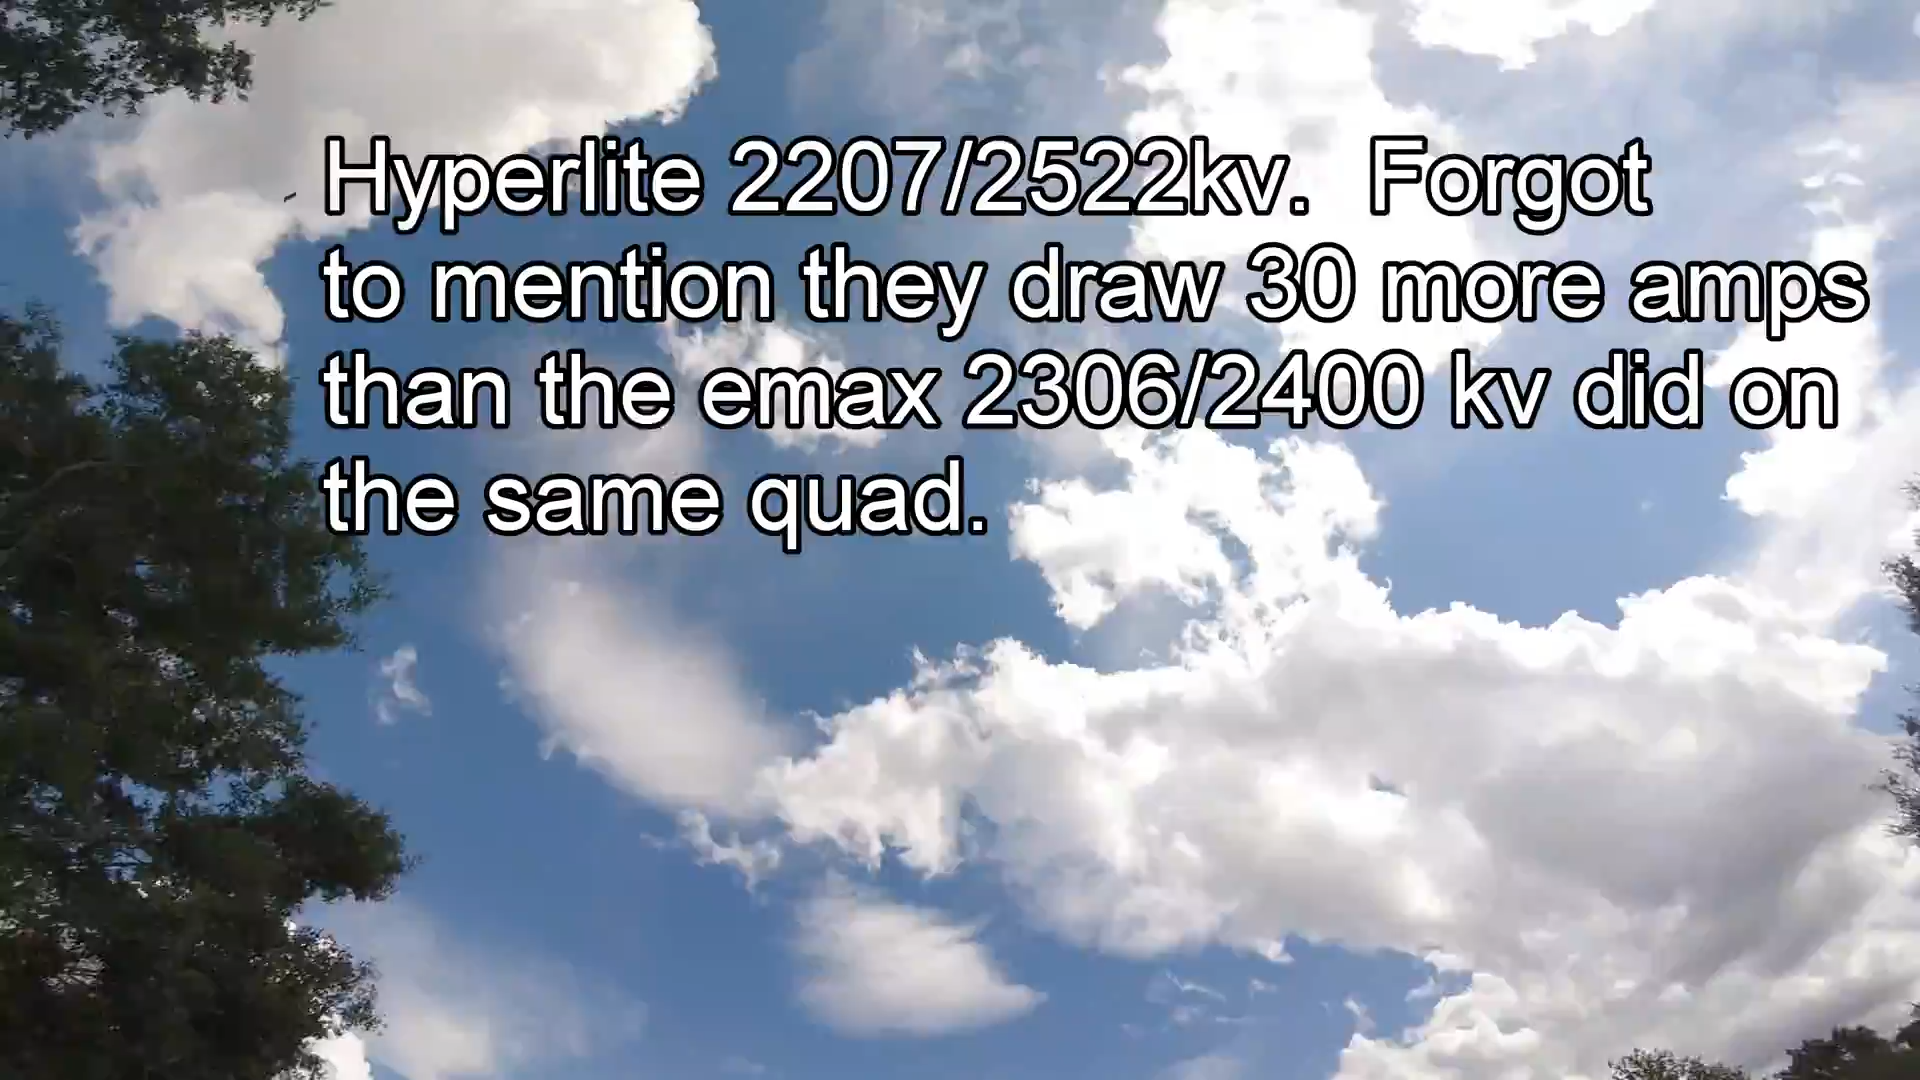 Hyperlite 2207/2522kv.  Forgot
to mention they draw 30 more amps
than the emax 2306/2400 kv did on
the same quad.